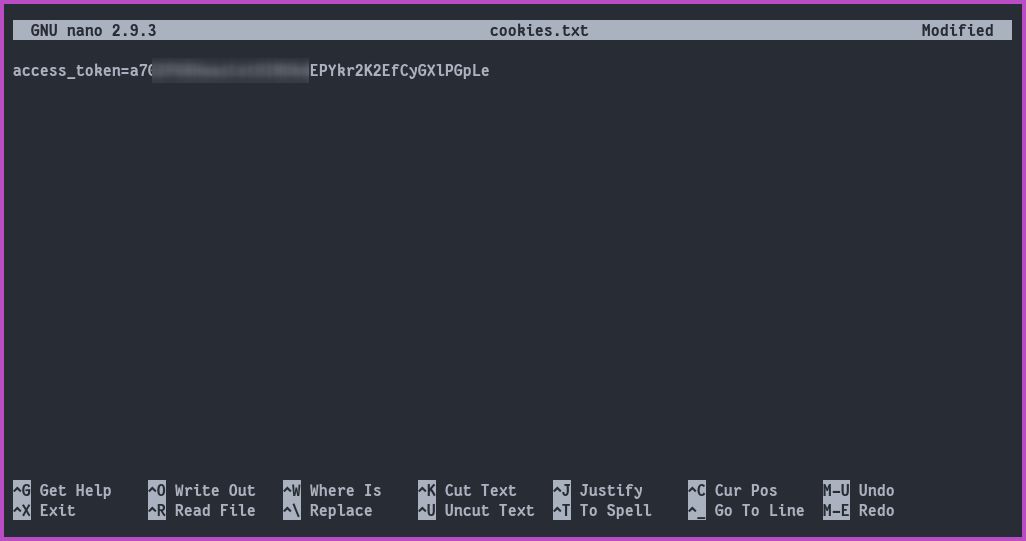 GNU nano 2.9.3 cookies.txt Modified
access_token=a7 EPYkr2K2EfCyGXlPGpLe
^G Get Help ^O Write Out ^W Where Is ^K Cut Text ^J Justify ^C Cur Pos M-U Undo
^X Exit ^R Read File ^\ Replace ^U Uncut Text ^T To Spell ^_ Go To Line M-E Redo